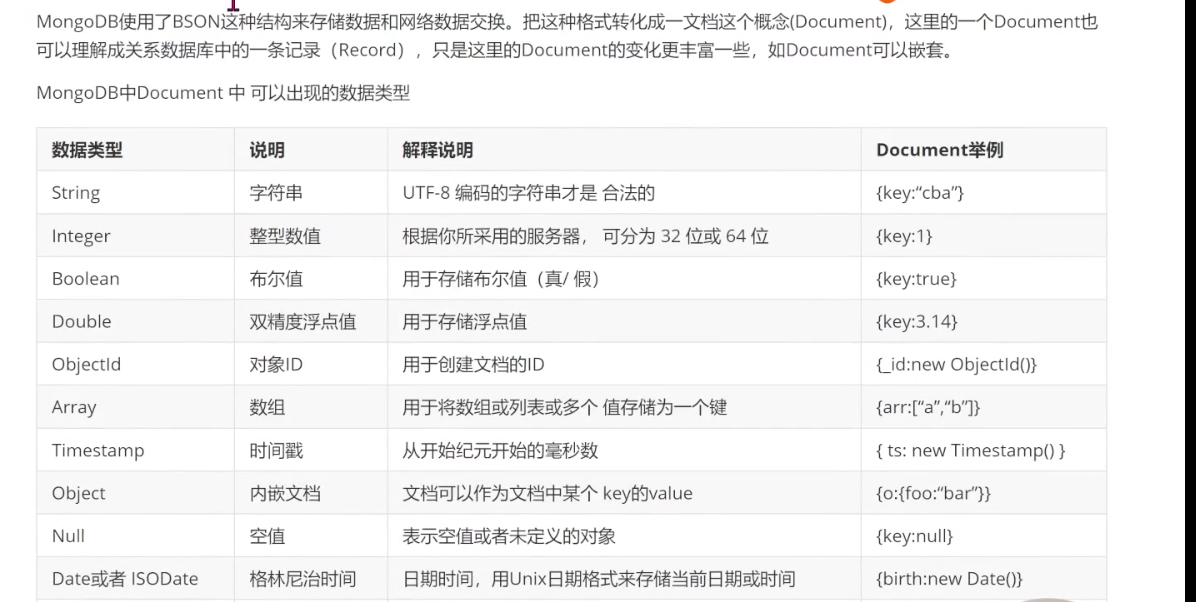 MongoDB使用了BSON这种结构来存储数据和网络数据交换。把这种格式转化成一文档这个概念(Document)，这里的一个Document也
可以理解成关系数据库中的一条记录（Record），只是这里的Document的变化更丰富一些，如Document可以嵌套。
MongoDB中Document 中 可以出现的数据类型
数据类型 说明 解释说明 Document举例
String 字符串 UTF-8 编码的字符串才是 合法的 {key:“cba”}
Integer 整型数值 根据你所采用的服务器， 可分为 32 位或 64 位 {key:1}
Boolean 布尔值 用于存储布尔值（真/ 假） {key:true}
Double 双精度浮点值 用于存储浮点值 {key:3.14}
ObjectId 对象ID 用于创建文档的ID {_id:new ObjectId()}
Array 数组 用于将数组或列表或多个 值存储为一个键 {arr:[“a”,“b”]}
Timestamp 时间戳 从开始纪元开始的毫秒数 { ts: new Timestamp() }
Object 内嵌文档 文档可以作为文档中某个 key的value {o:{foo:“bar”}}
Null 空值 表示空值或者未定义的对象 {key:null}
Date或者 ISODate 格林尼治时间 日期时间，用Unix日期格式来存储当前日期或时间 {birth:new Date()}